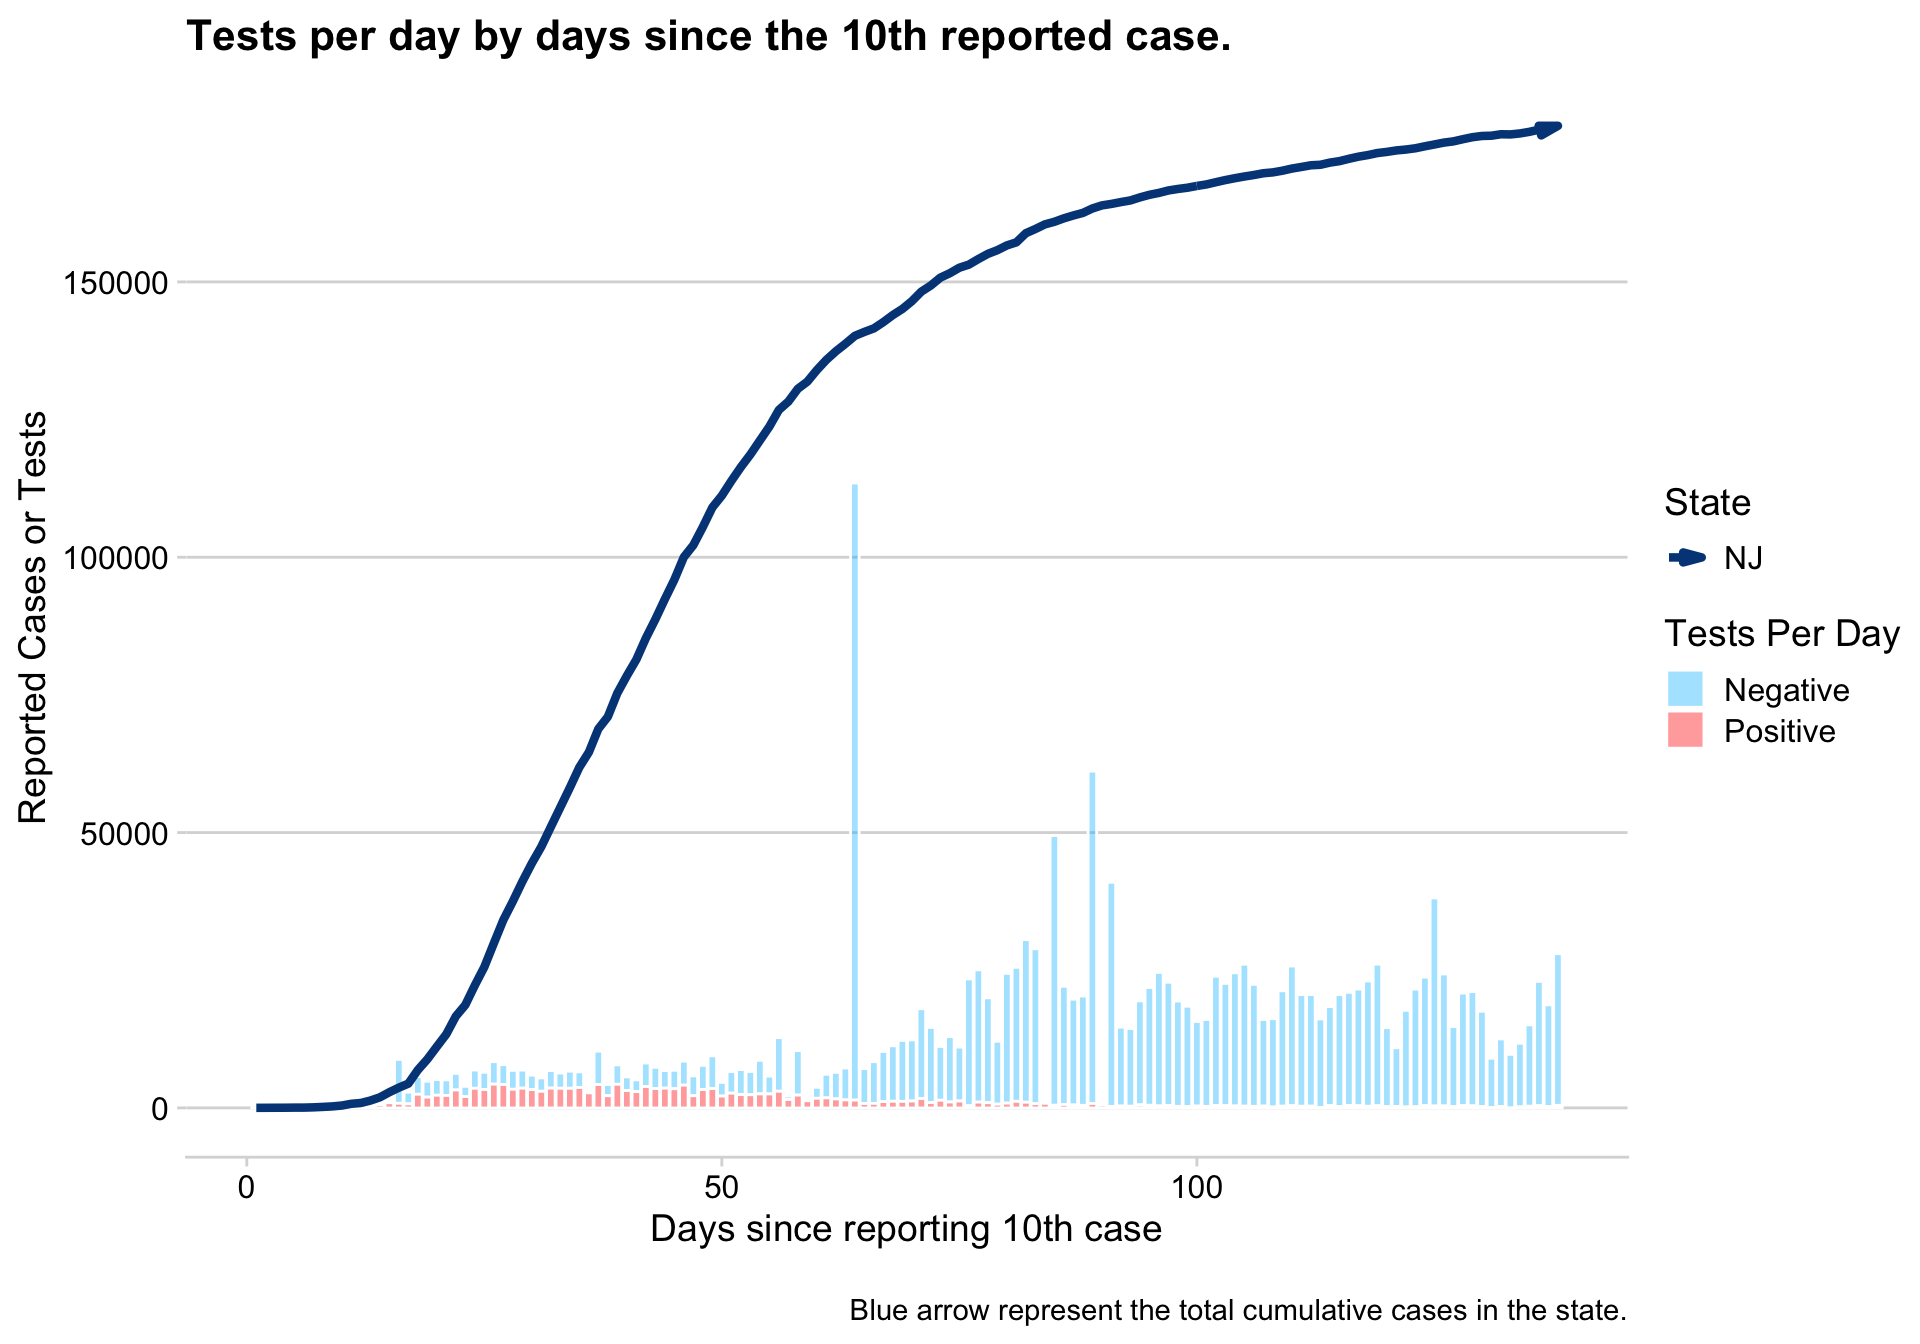 Tests per day by days since the 10th reported case.
Reported Cases or Tests
150000
100000
50000
0
0
50
100
Days since reporting 10th case
State
NJ
Tests Per Day
Negative
Positive
Blue arrow represent the total cumulative cases in the state.